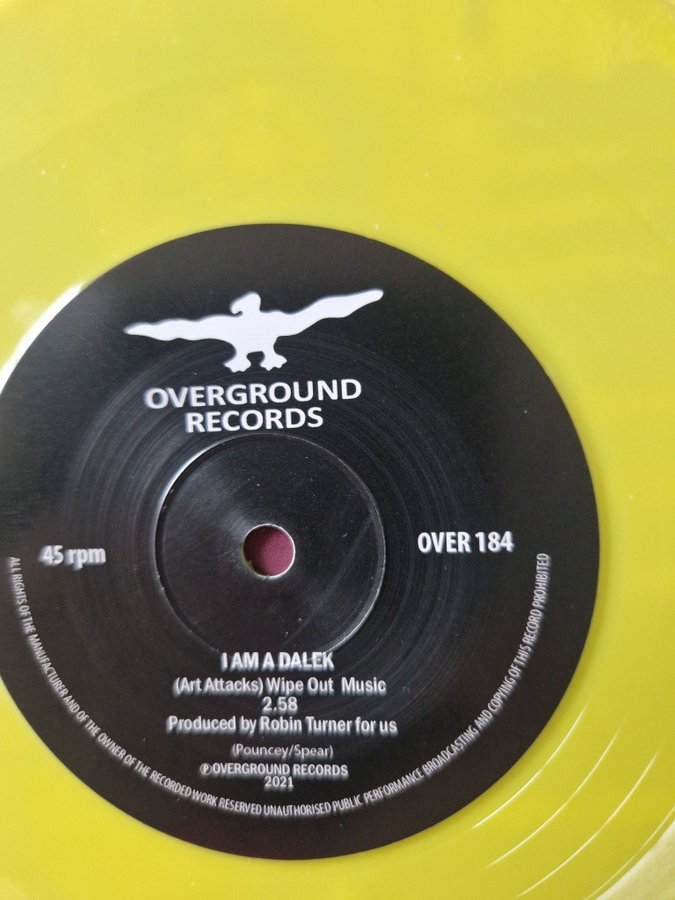 OVERGROUND
RECORDS
45 rpm
OVER 184
I AM A DALEK
(Art Attacks) Wipe Out Music
2.58
Produced by Robin Turner for us
(Pouncey/Spear)
℗OVERGROUND RECORDS
2021
ALL RIGHTS OF THE MANUFACTURER AND OF THE OWNER OF THE RECORDED WORK RESERVED UNAUTHORISED PUBLIC PERFORMANCE BROADCASTING AND COPYING OF THIS RECORD PROHIBITED